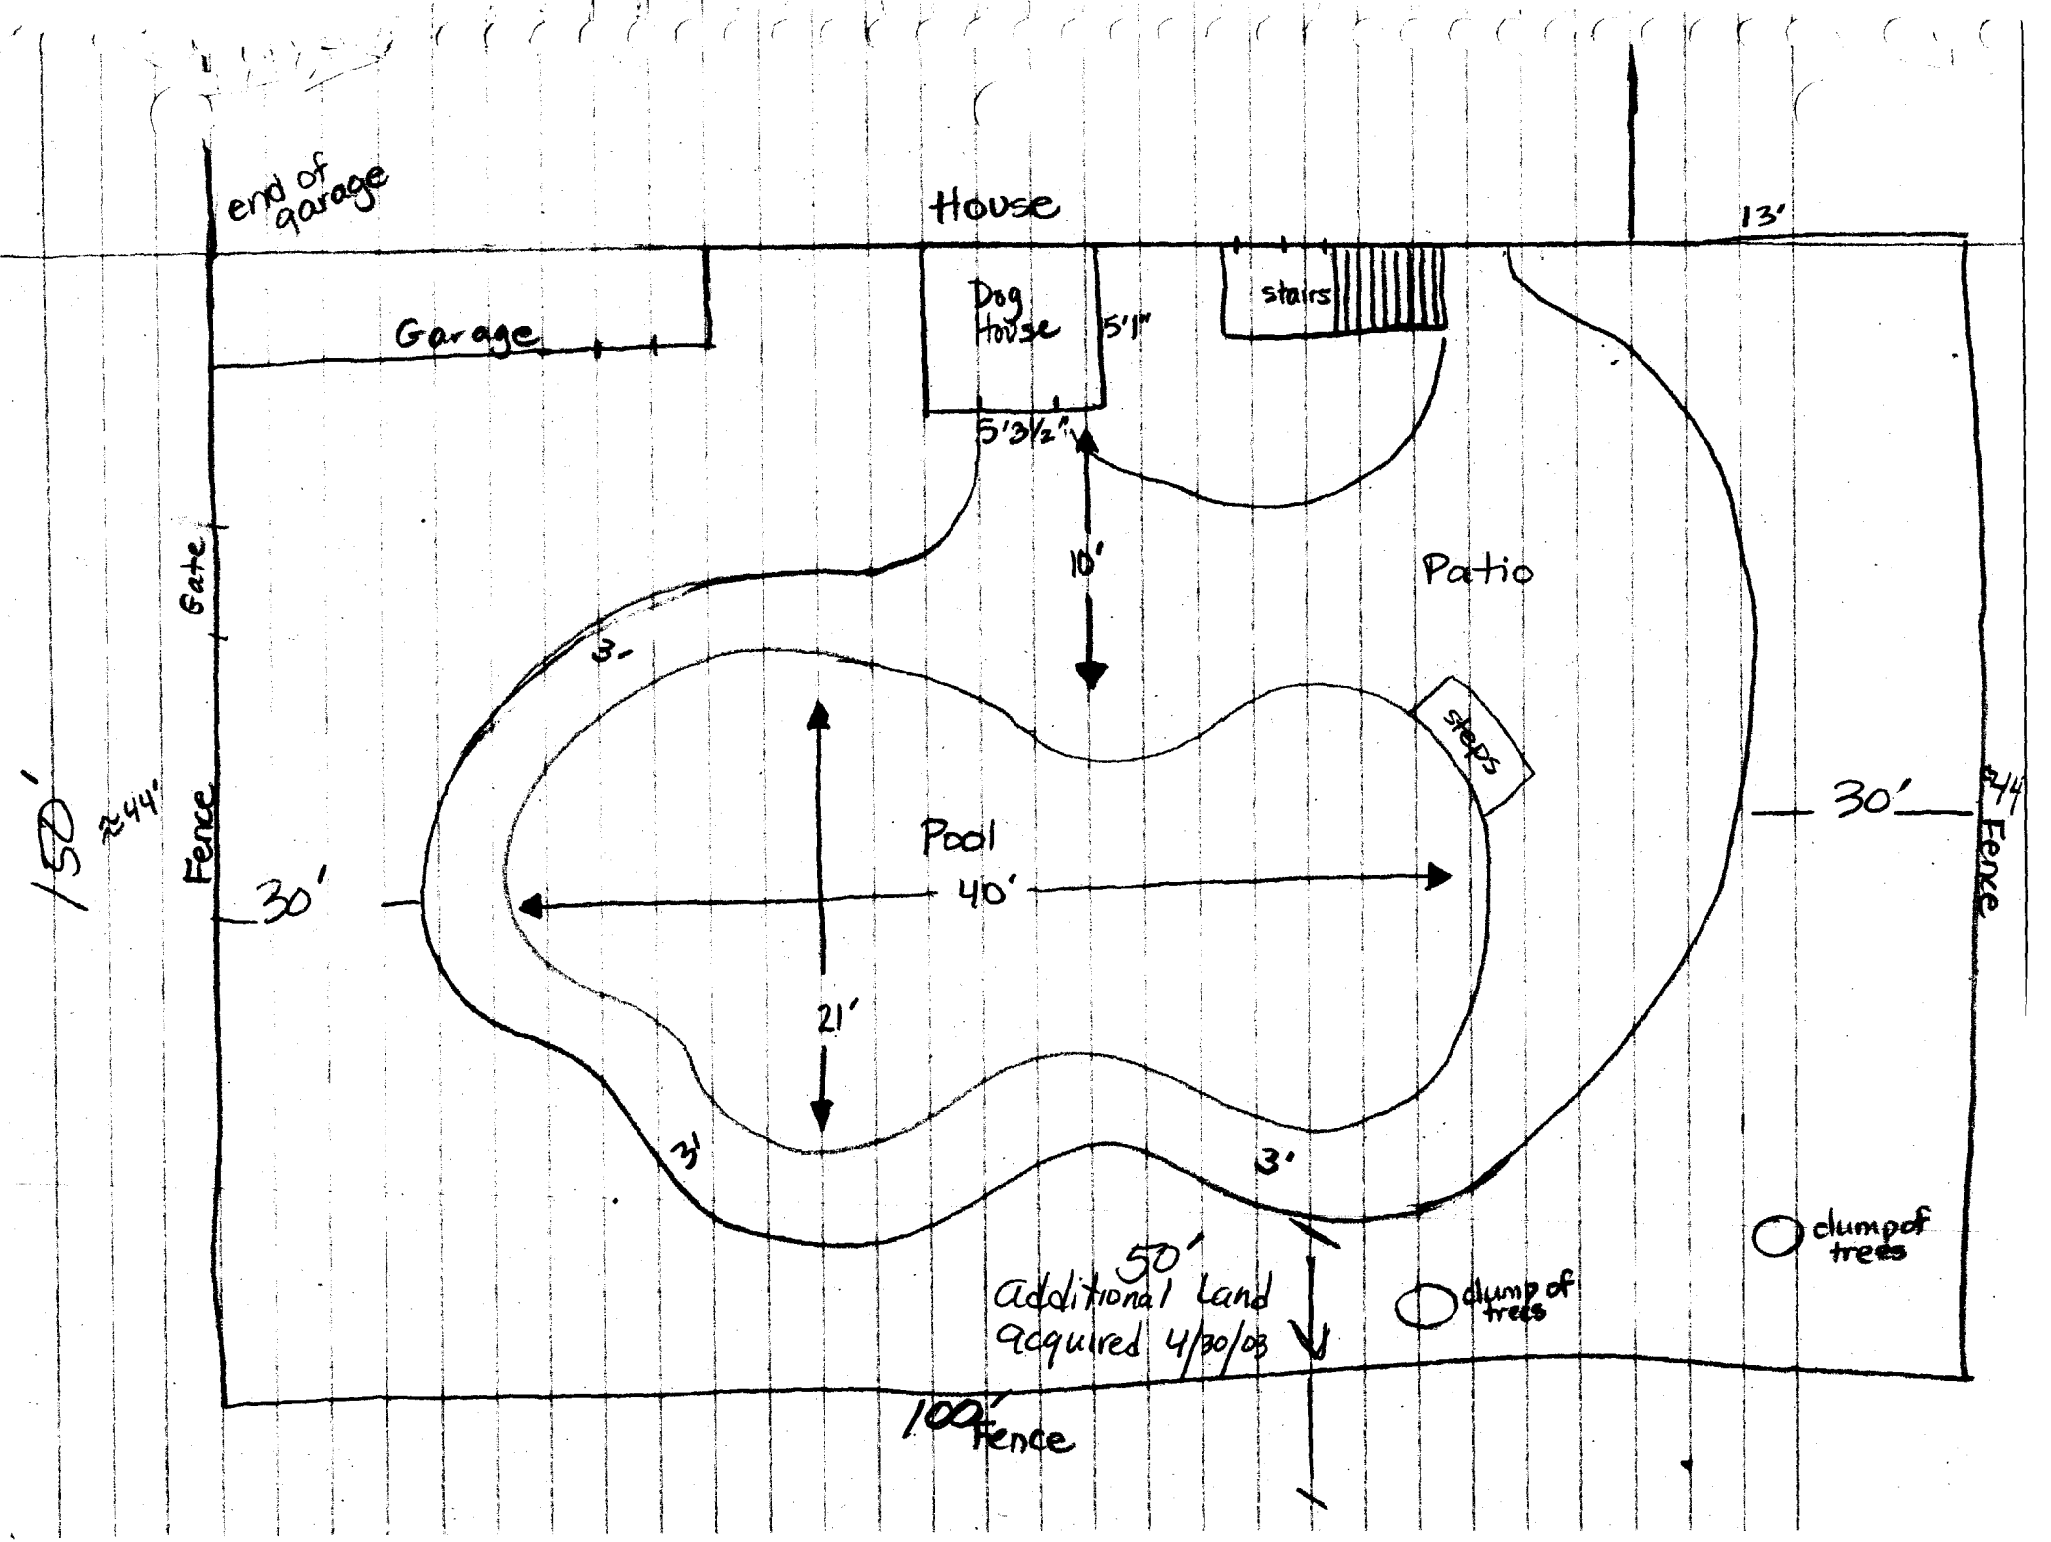 end of
garage
House
13'
Garage
Dog
House
5'1"
stairs
5'3 1/2"
10'
Patio
Gate
3'
steps
150'
≈44'
Fence
Pool
40'
30'
30'
≈44
Fence
21'
3'
3'
50'
Additional Land
acquired 4/30/03
clump of
trees
clump of
trees
100'
Fence